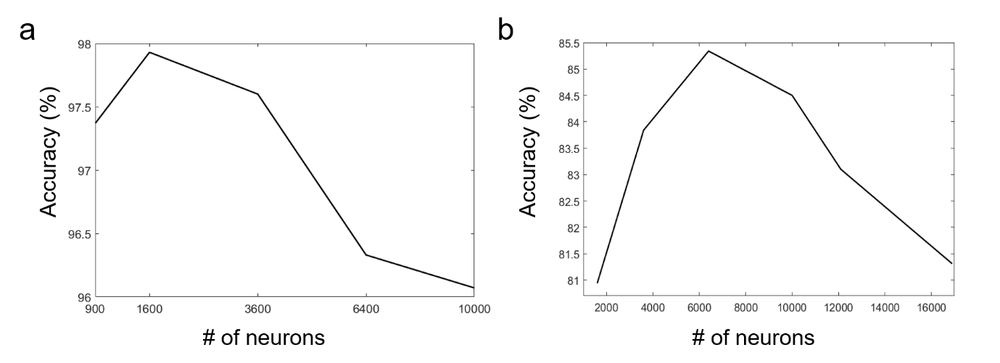 a
98
97.5
97
96.5
96
900 1600 3600 6400 10000
Accuracy (%)
# of neurons
b
85.5
85
84.5
84
83.5
83
82.5
82
81.5
81
2000 4000 6000 8000 10000 12000 14000 16000
Accuracy (%)
# of neurons